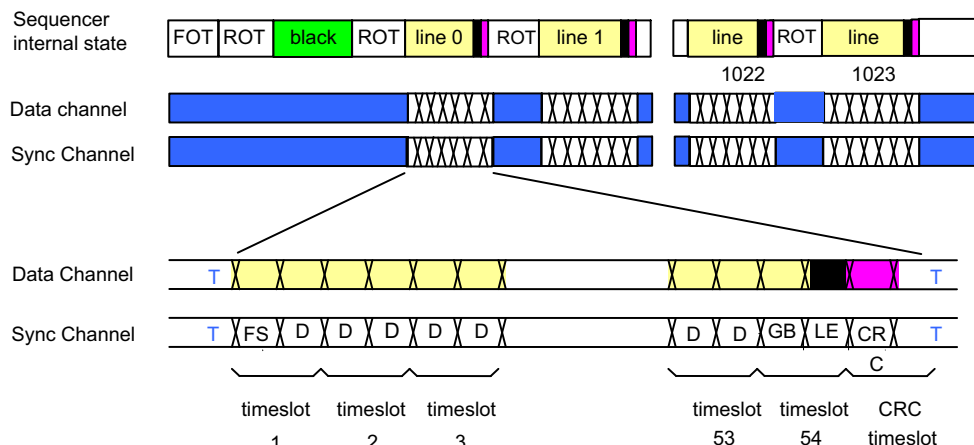 Sequencer
internal state
FOT ROT black ROT line 0 ROT line 1 line ROT line
1022 1023
Data channel
Sync Channel
Data Channel T T
Sync Channel T FS D D D D D D D GB LE CR T
C
timeslot timeslot timeslot timeslot timeslot CRC
1 2 3 53 54 timeslot